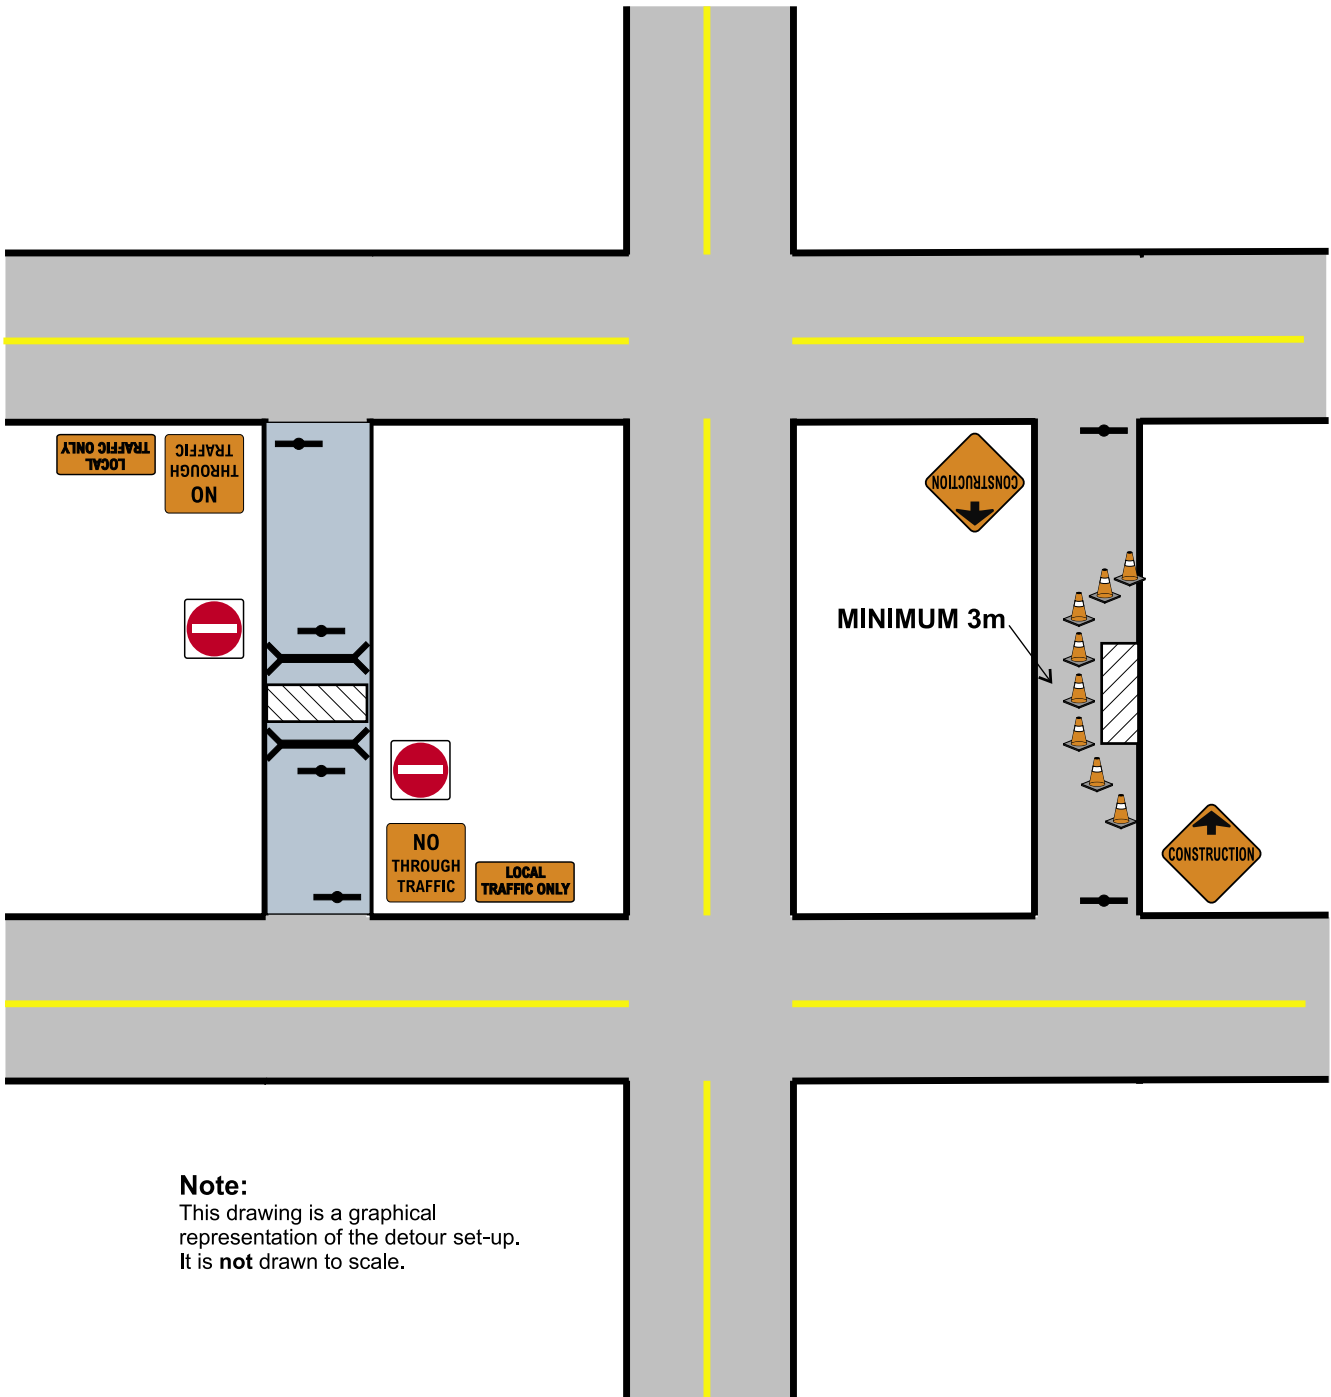 LOCAL
TRAFFIC ONLY
NO
THROUGH
TRAFFIC
CONSTRUCTION
MINIMUM 3m
NO
THROUGH
TRAFFIC
LOCAL
TRAFFIC ONLY
CONSTRUCTION
Note:
This drawing is a graphical
representation of the detour set-up.
It is not drawn to scale.